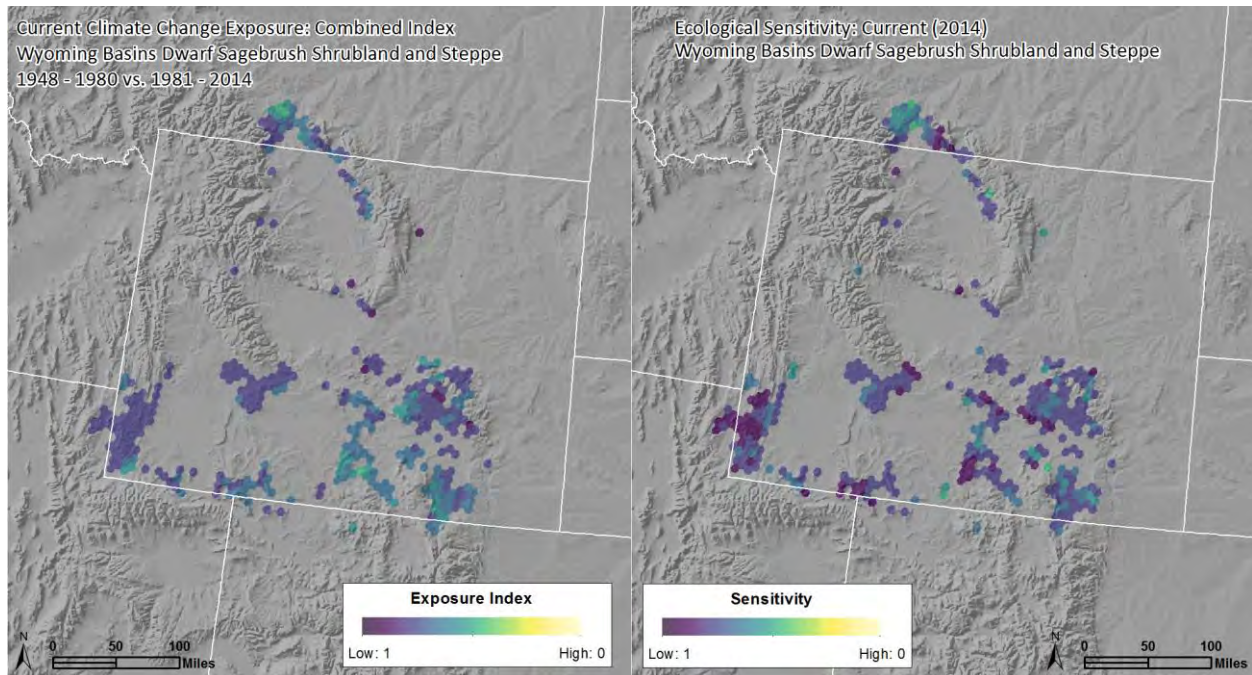 Current Climate Change Exposure: Combined Index
Wyoming Basins Dwarf Sagebrush Shrubland and Steppe
1948 - 1980 vs. 1981 - 2014
Exposure Index
Low: 1 High: 0
N
0 50 100
Miles
Ecological Sensitivity: Current (2014)
Wyoming Basins Dwarf Sagebrush Shrubland and Steppe
Sensitivity
Low: 1 High: 0
N
0 50 100
Miles